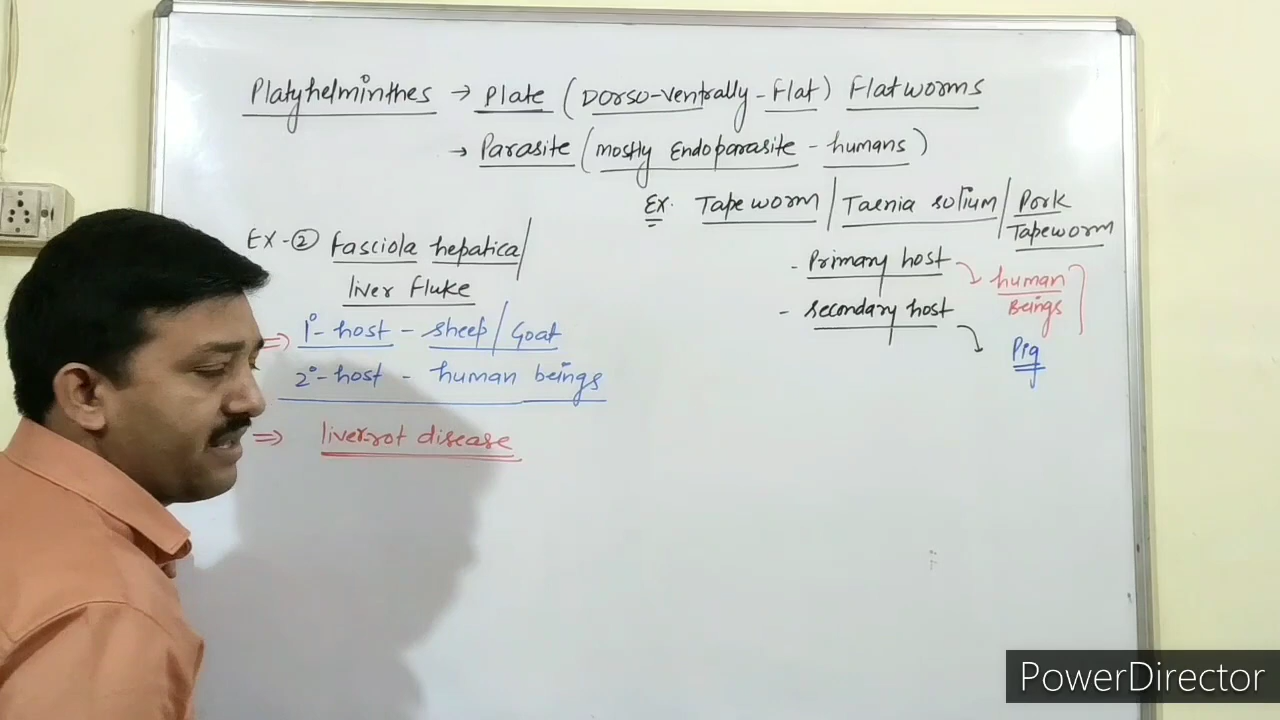 Platyhelminthes → Plate (Dorso-ventrally-Flat) Flatworms
→ Parasite (mostly Endoparasite - humans)
Ex. Tapeworm / Taenia solium / Pork Tapeworm
- Primary host → human Beings
- Secondary host → Pig
Ex-② Fasciola hepatica /
liver fluke
⇒ 1°- host - sheep / Goat
2°- host - human beings
⇒ liver-rot disease
PowerDirector